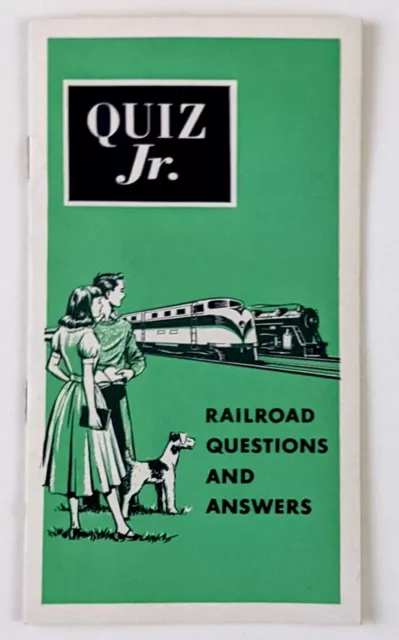 QUIZ
Jr.
RAILROAD
QUESTIONS
AND
ANSWERS